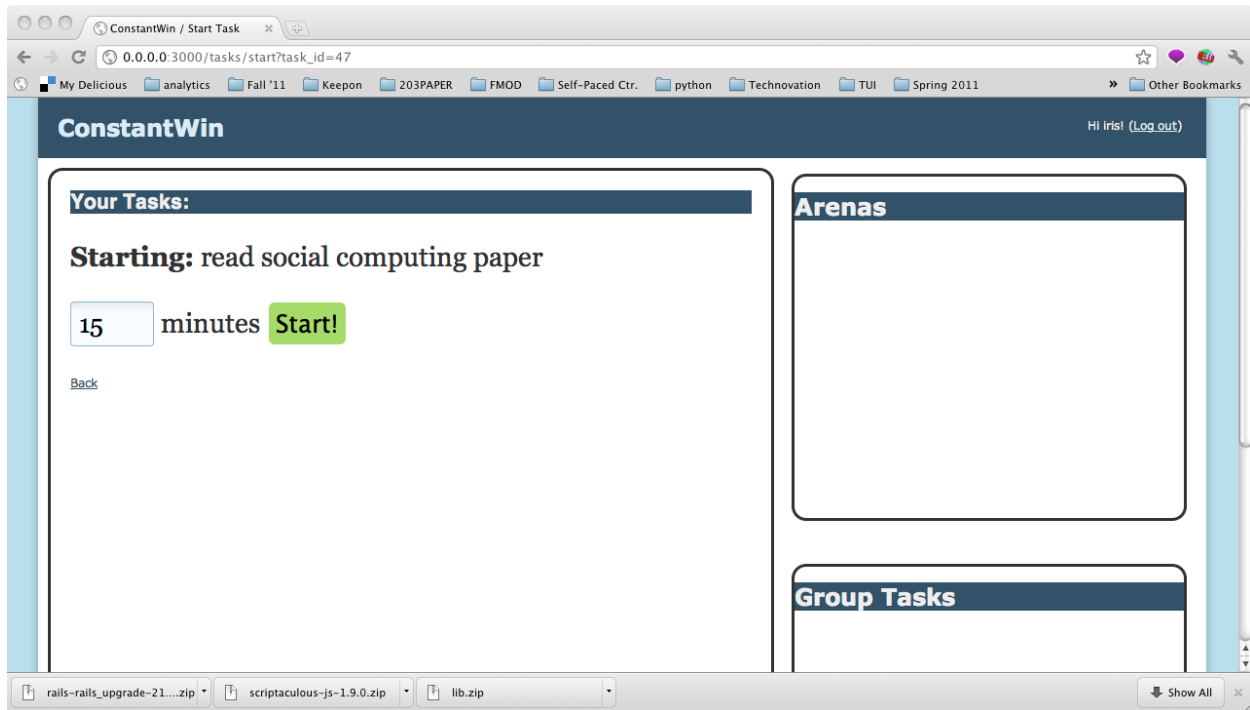 ConstantWin / Start Task
0.0.0.0:3000/tasks/start?task_id=47
My Delicious analytics Fall '11 Keepon 203PAPER FMOD Self-Paced Ctr. python Technovation TUI Spring 2011 » Other Bookmarks
ConstantWin
Hi iris! (Log out)
Your Tasks:
Starting: read social computing paper
15 minutes Start!
Back
Arenas
Group Tasks
rails-rails_upgrade-21....zip scriptaculous-js-1.9.0.zip lib.zip Show All